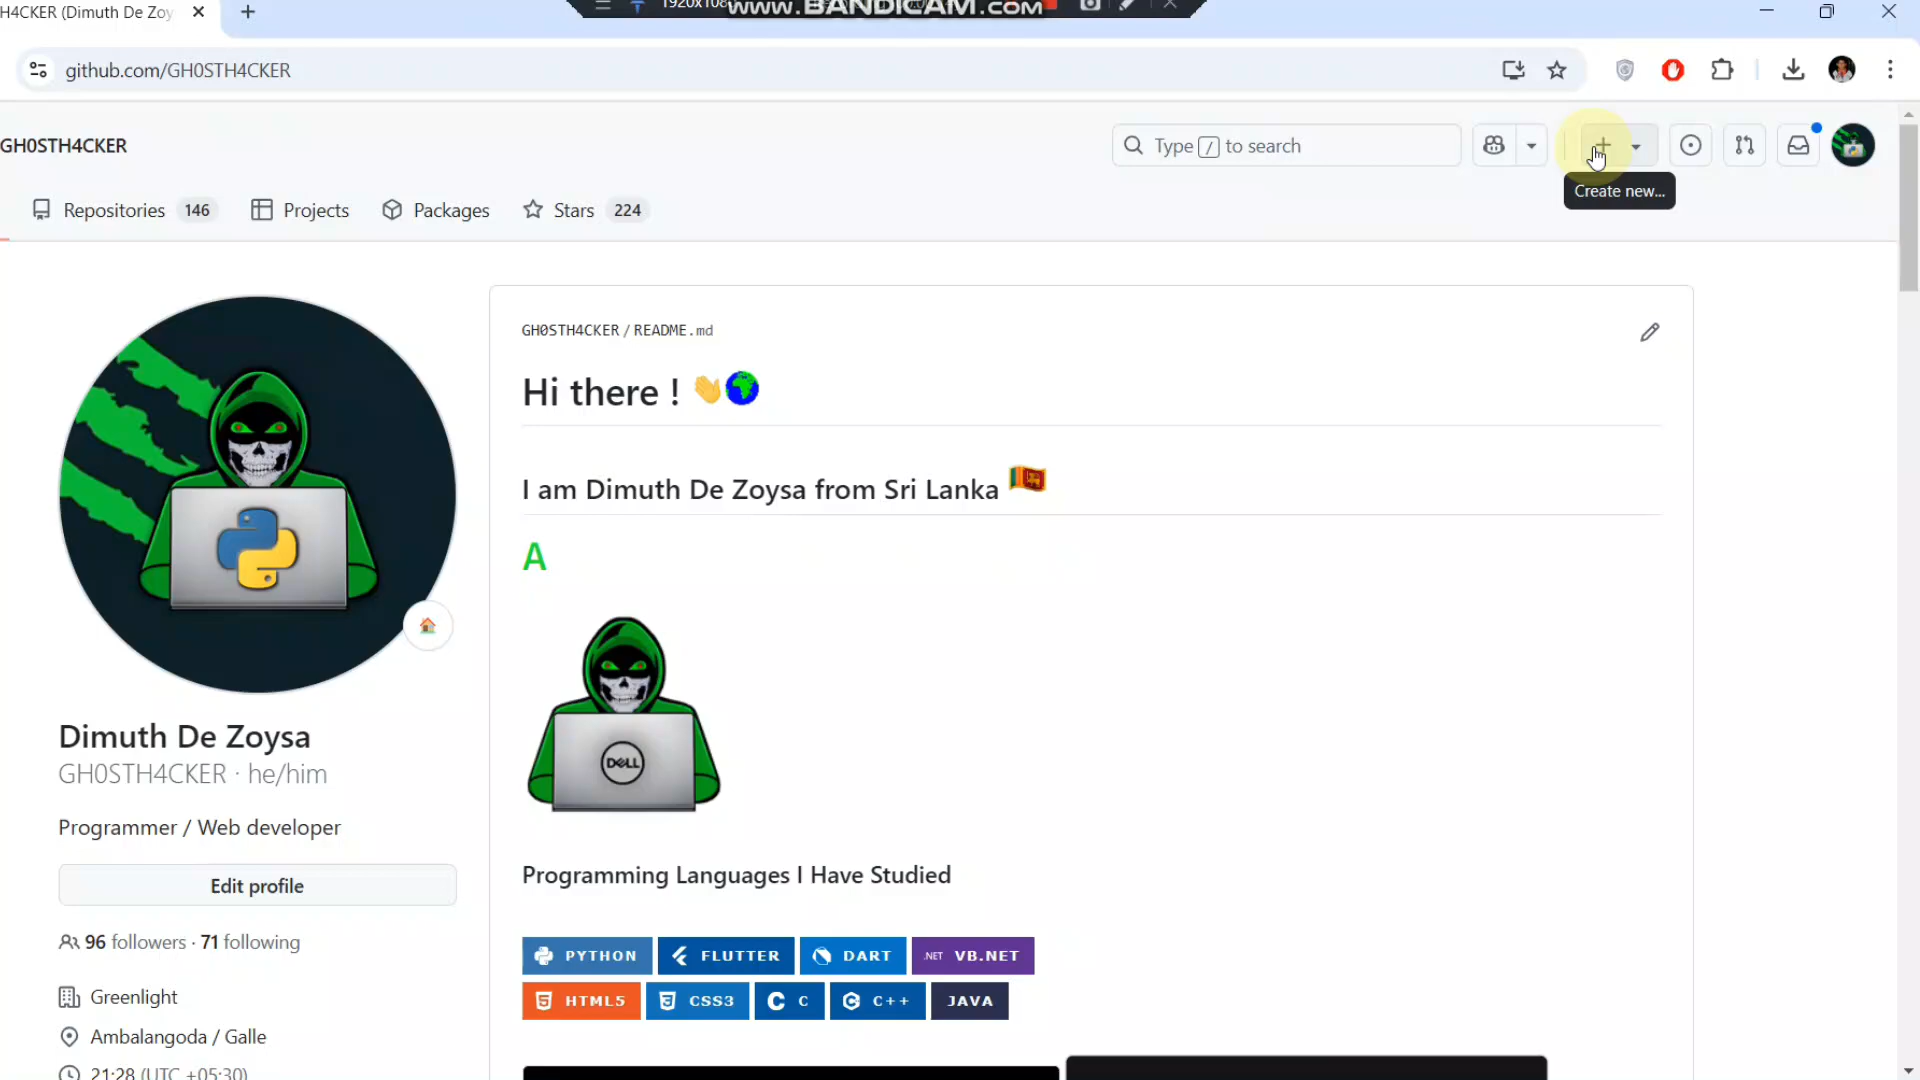 H4CKER (Dimuth De Zoy
www.BANDICAM.com
github.com/GH0STH4CKER
GH0STH4CKER
Type / to search
Create new...
Repositories 146 Projects Packages Stars 224
GH0STH4CKER / README.md
Hi there ! 👋🌍
I am Dimuth De Zoysa from Sri Lanka 🇱🇰
A
DELL
Programming Languages I Have Studied
PYTHON FLUTTER DART .NET VB.NET
HTML5 CSS3 C C C++ JAVA
Dimuth De Zoysa
GH0STH4CKER · he/him
Programmer / Web developer
Edit profile
96 followers · 71 following
Greenlight
Ambalangoda / Galle
21:28 (UTC +05:30)